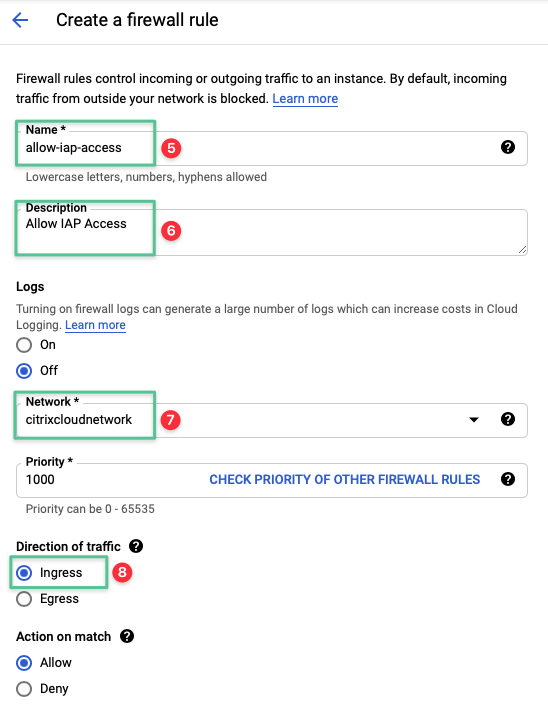 Create a firewall rule
Firewall rules control incoming or outgoing traffic to an instance. By default, incoming
traffic from outside your network is blocked. Learn more
Name *
allow-iap-access
5
Lowercase letters, numbers, hyphens allowed
Description
Allow IAP Access
6
Logs
Turning on firewall logs can generate a large number of logs which can increase costs in Cloud
Logging. Learn more
On
Off
Network *
citrixcloudnetwork
7
Priority *
1000 CHECK PRIORITY OF OTHER FIREWALL RULES
Priority can be 0 - 65535
Direction of traffic
Ingress
8
Egress
Action on match
Allow
Deny